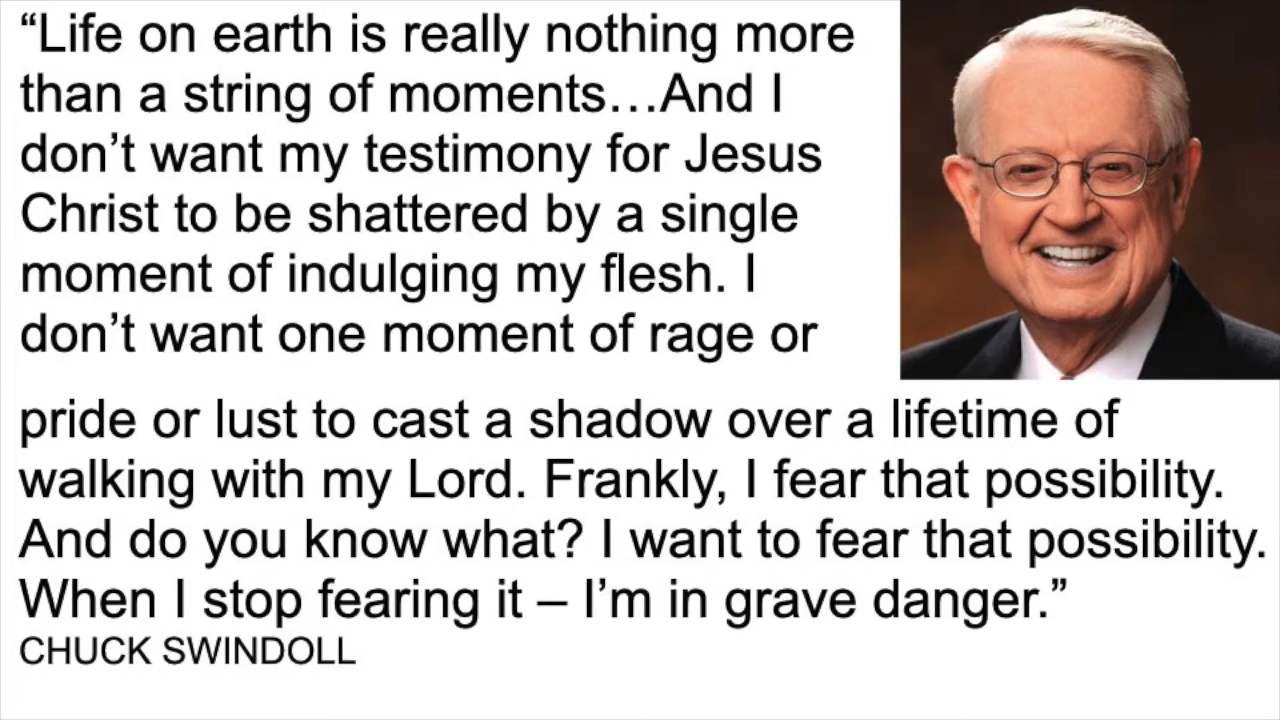 “Life on earth is really nothing more
than a string of moments…And I
don’t want my testimony for Jesus
Christ to be shattered by a single
moment of indulging my flesh. I
don’t want one moment of rage or
pride or lust to cast a shadow over a lifetime of
walking with my Lord. Frankly, I fear that possibility.
And do you know what? I want to fear that possibility.
When I stop fearing it – I’m in grave danger.”
CHUCK SWINDOLL